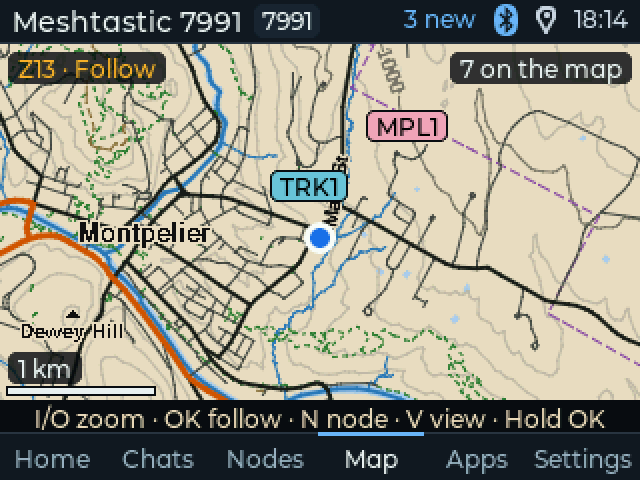 Meshtastic 7991 7991 3 new 18:14
Z13 · Follow 7 on the map
1000
MPL1
TRK1
Montpelier
Dewey Hill
1 km
I/O zoom · OK follow · N node · V view · Hold OK
Home Chats Nodes Map Apps Settings